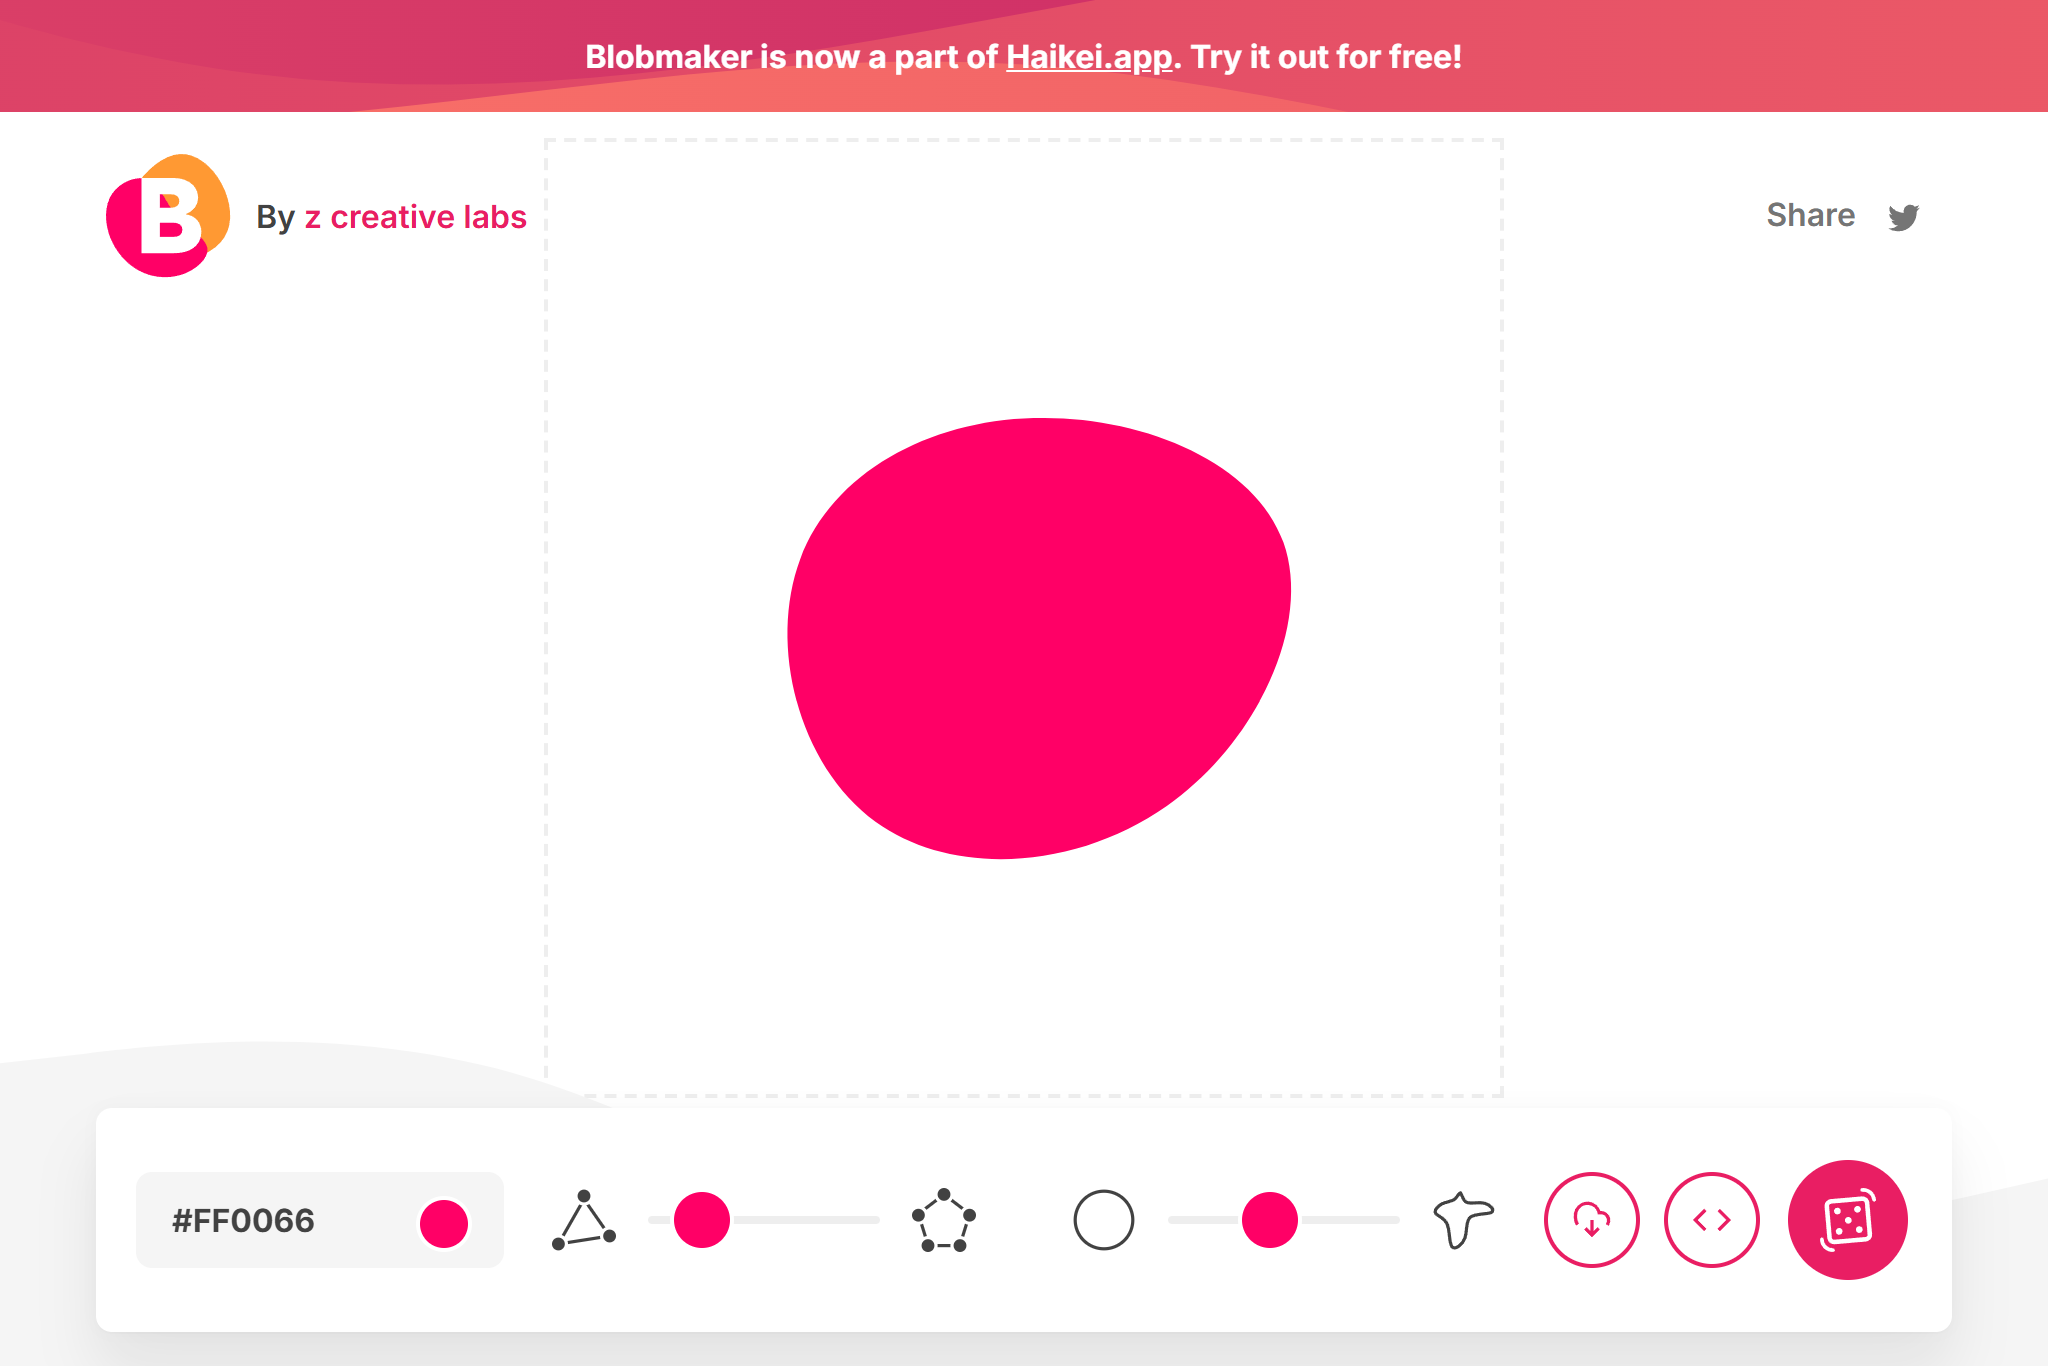 Blobmaker is now a part of Haikei.app. Try it out for free!
B
By z creative labs
Share
#FF0066